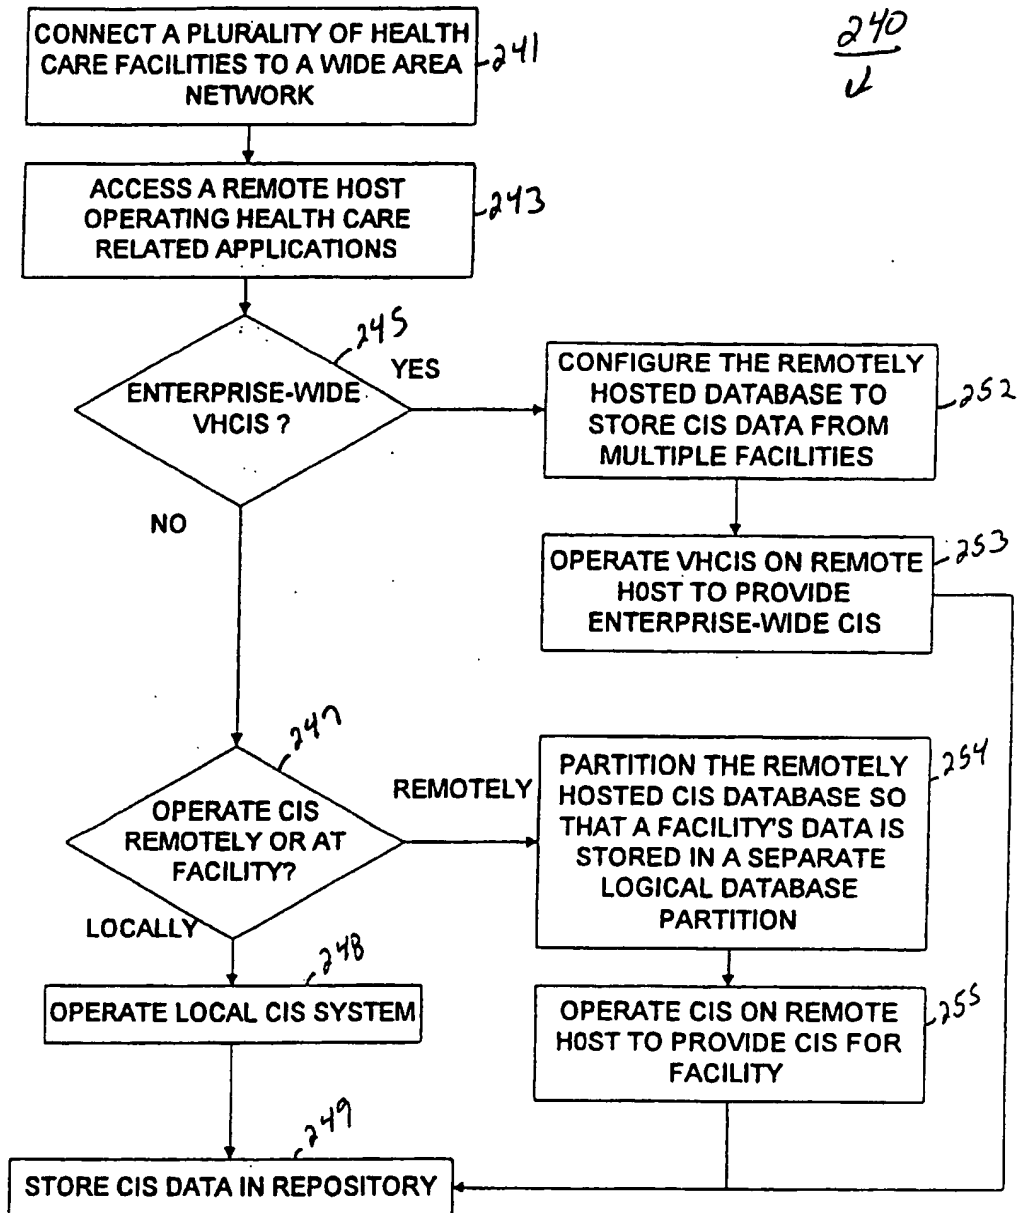 240
CONNECT A PLURALITY OF HEALTH
CARE FACILITIES TO A WIDE AREA
NETWORK
241
ACCESS A REMOTE HOST
OPERATING HEALTH CARE
RELATED APPLICATIONS
243
ENTERPRISE-WIDE
VHCIS ?
245
YES
CONFIGURE THE REMOTELY
HOSTED DATABASE TO
STORE CIS DATA FROM
MULTIPLE FACILITIES
252
NO
OPERATE VHCIS ON REMOTE
HOST TO PROVIDE
ENTERPRISE-WIDE CIS
253
OPERATE CIS
REMOTELY OR AT
FACILITY?
247
REMOTELY
PARTITION THE REMOTELY
HOSTED CIS DATABASE SO
THAT A FACILITY'S DATA IS
STORED IN A SEPARATE
LOGICAL DATABASE
PARTITION
254
LOCALLY
OPERATE LOCAL CIS SYSTEM
248
OPERATE CIS ON REMOTE
HOST TO PROVIDE CIS FOR
FACILITY
255
STORE CIS DATA IN REPOSITORY
249